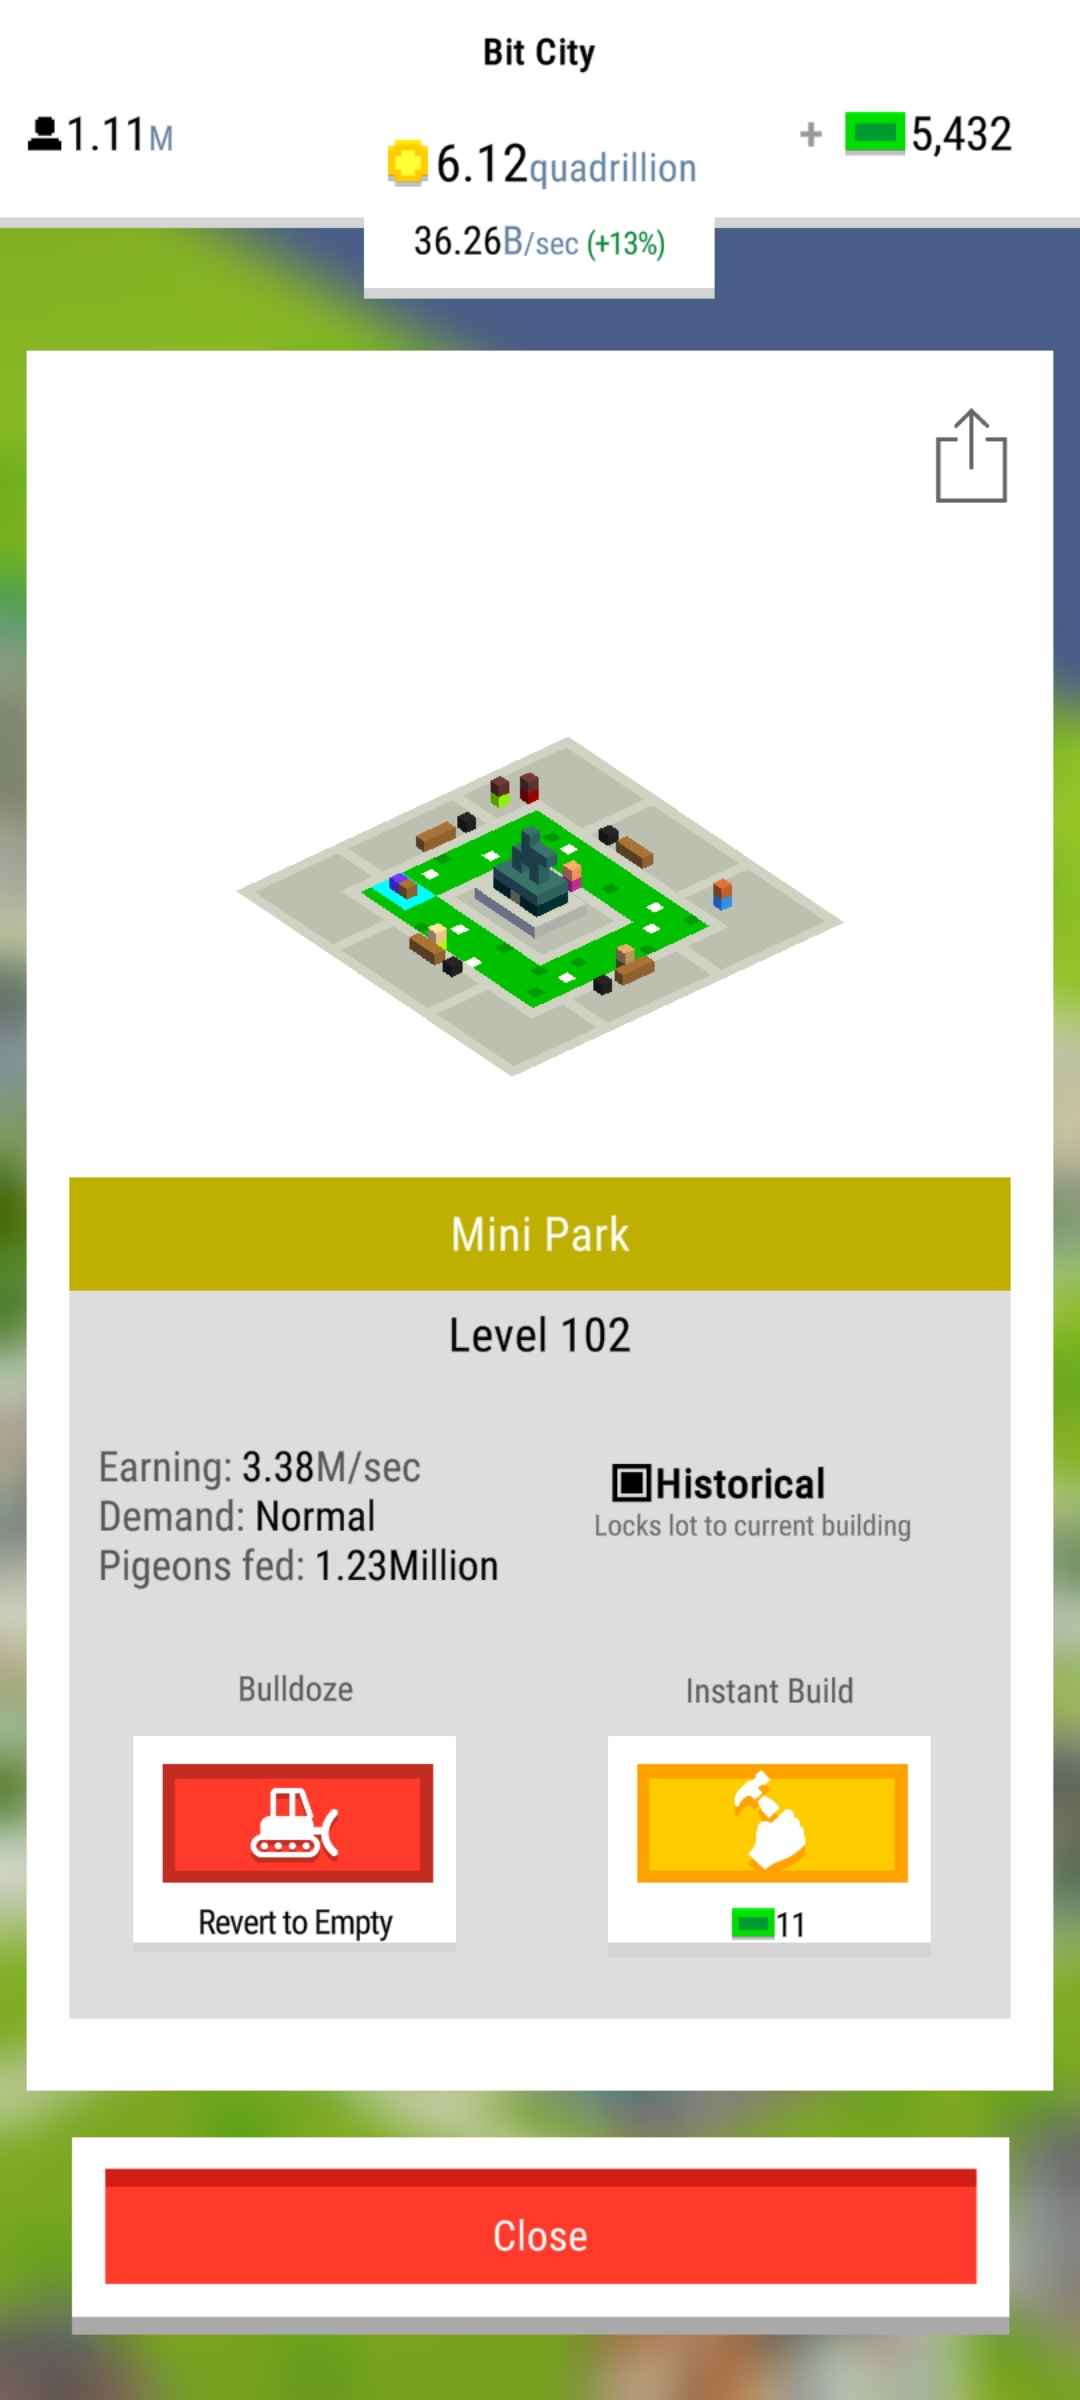 Bit City
1.11M
6.12quadrillion
+ 5,432
36.26B/sec (+13%)
Mini Park
Level 102
Earning: 3.38M/sec
Demand: Normal
Pigeons fed: 1.23Million
Historical
Locks lot to current building
Bulldoze
Revert to Empty
Instant Build
11
Close